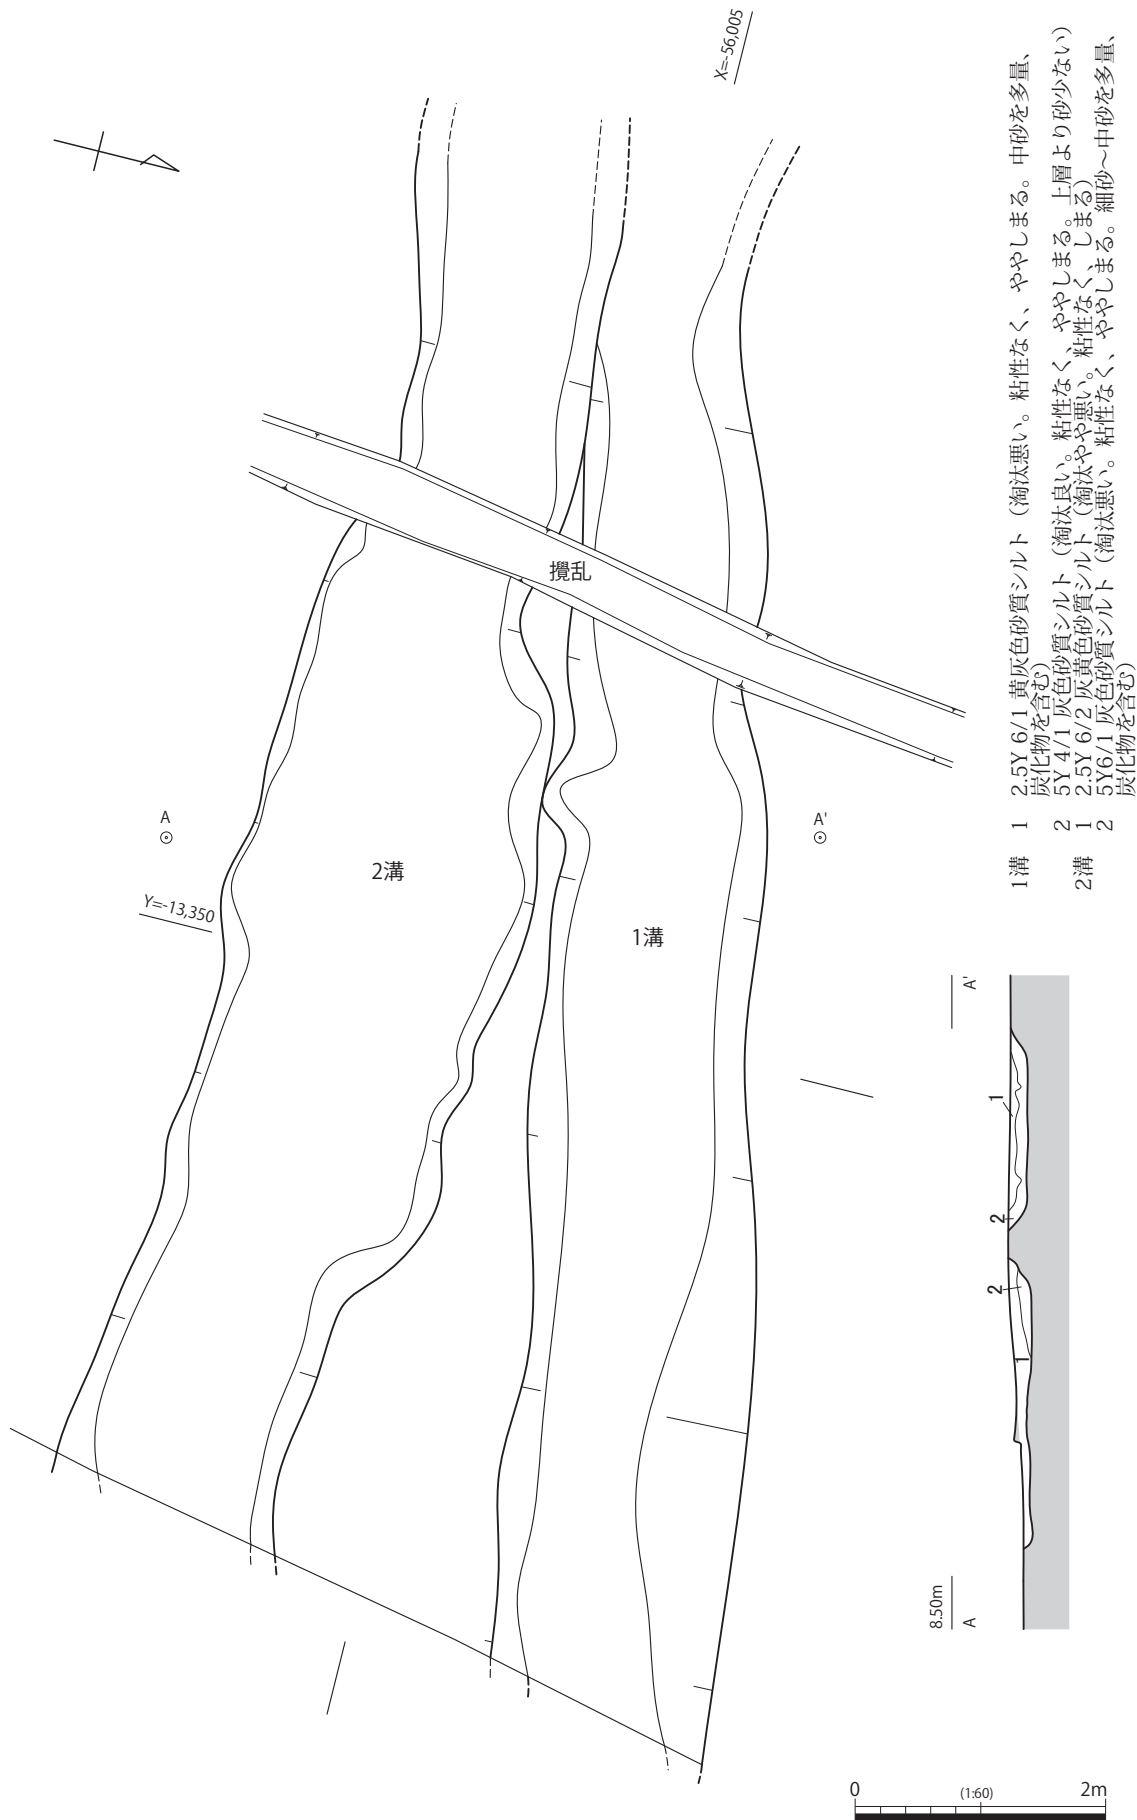 X=-56,005
攪乱
A
A'
2溝
Y=-13,350
1溝
1溝 1 2.5Y 6/1 黄灰色砂質シルト（淘汰悪い。粘性なく、ややしまる。中砂を多量、
炭化物を含む）
2 5Y 4/1 灰色砂質シルト（淘汰良い。粘性なく、ややしまる。上層より砂少ない）
2溝 1 2.5Y 6/2 灰黄色砂質シルト（淘汰やや悪い。粘性なく、しまる）
2 5Y6/1 灰色砂質シルト（淘汰悪い。粘性なく、ややしまる。細砂～中砂を多量、
炭化物を含む）
A'
1
2
2
1
8.50m
A
0 (1:60) 2m